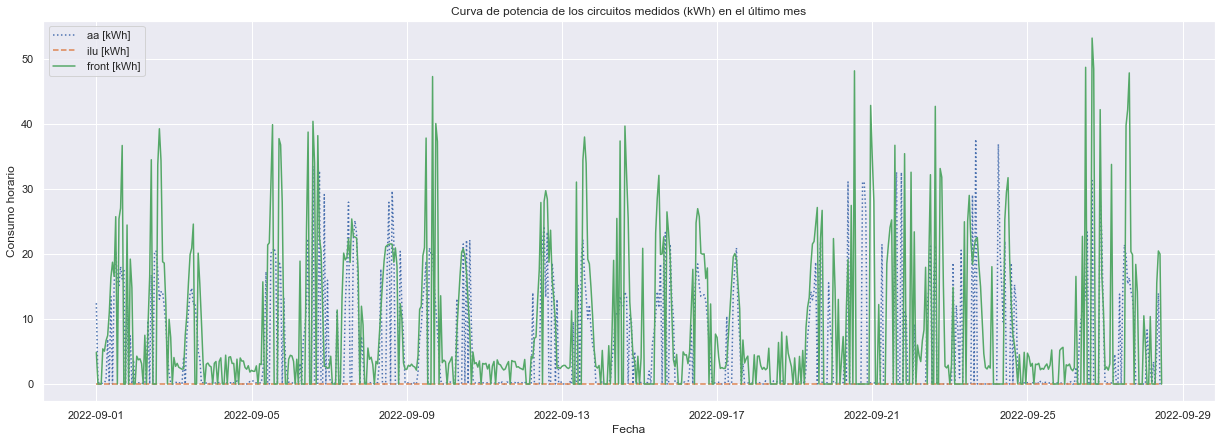 Curva de potencia de los circuitos medidos (kWh) en el último mes
aa [kWh]
ilu [kWh]
front [kWh]
50
40
30
20
10
0
Consumo horario
2022-09-01
2022-09-05
2022-09-09
2022-09-13
2022-09-17
2022-09-21
2022-09-25
2022-09-29
Fecha